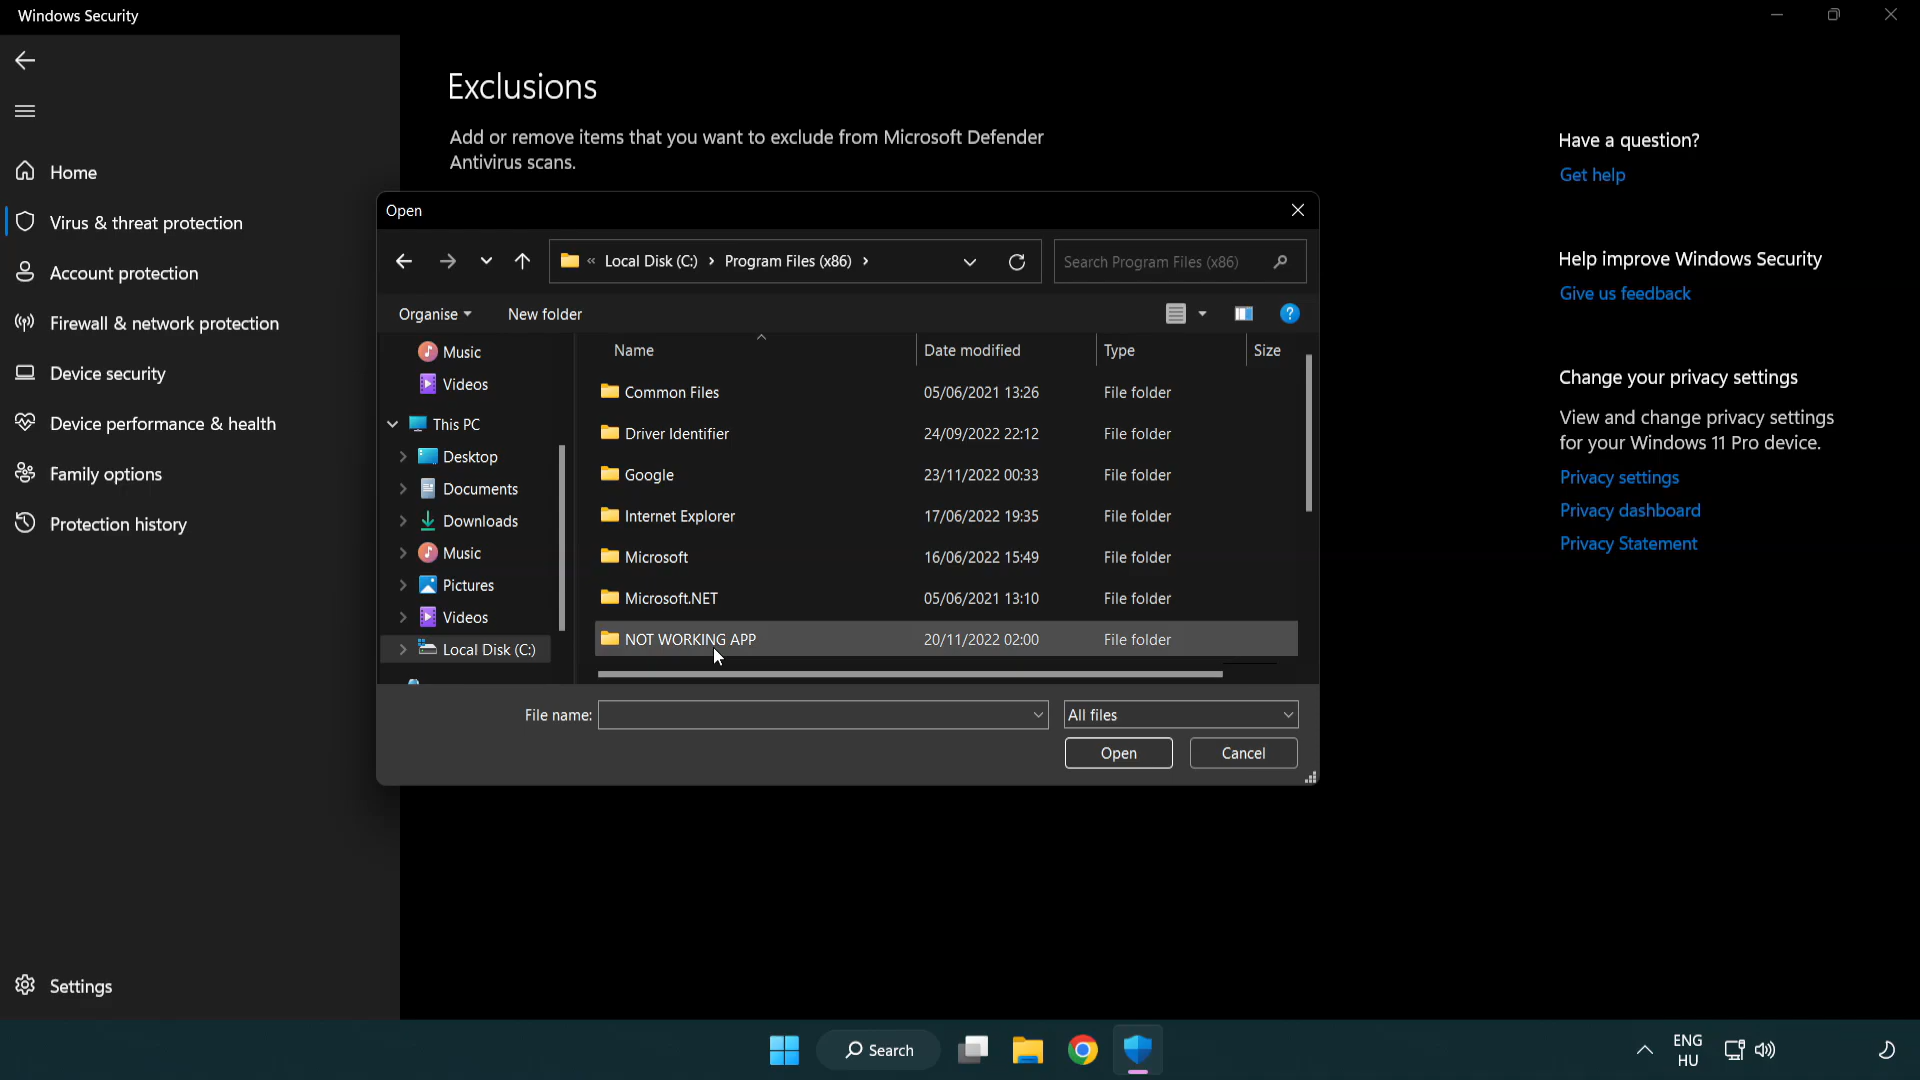 Windows Security
Home
Virus & threat protection
Account protection
Firewall & network protection
Device security
Device performance & health
Family options
Protection history
Settings
Exclusions
Add or remove items that you want to exclude from Microsoft Defender
Antivirus scans.
Open
« Local Disk (C:) › Program Files (x86) ›
Search Program Files (x86)
Organise
New folder
Music
Videos
This PC
Desktop
Documents
Downloads
Music
Pictures
Videos
Local Disk (C:)
Name Date modified Type Size
Common Files 05/06/2021 13:26 File folder
Driver Identifier 24/09/2022 22:12 File folder
Google 23/11/2022 00:33 File folder
Internet Explorer 17/06/2022 19:35 File folder
Microsoft 16/06/2022 15:49 File folder
Microsoft.NET 05/06/2021 13:10 File folder
NOT WORKING APP 20/11/2022 02:00 File folder
File name:
All files
Open
Cancel
Have a question?
Get help
Help improve Windows Security
Give us feedback
Change your privacy settings
View and change privacy settings
for your Windows 11 Pro device.
Privacy settings
Privacy dashboard
Privacy Statement
Search
ENG
HU